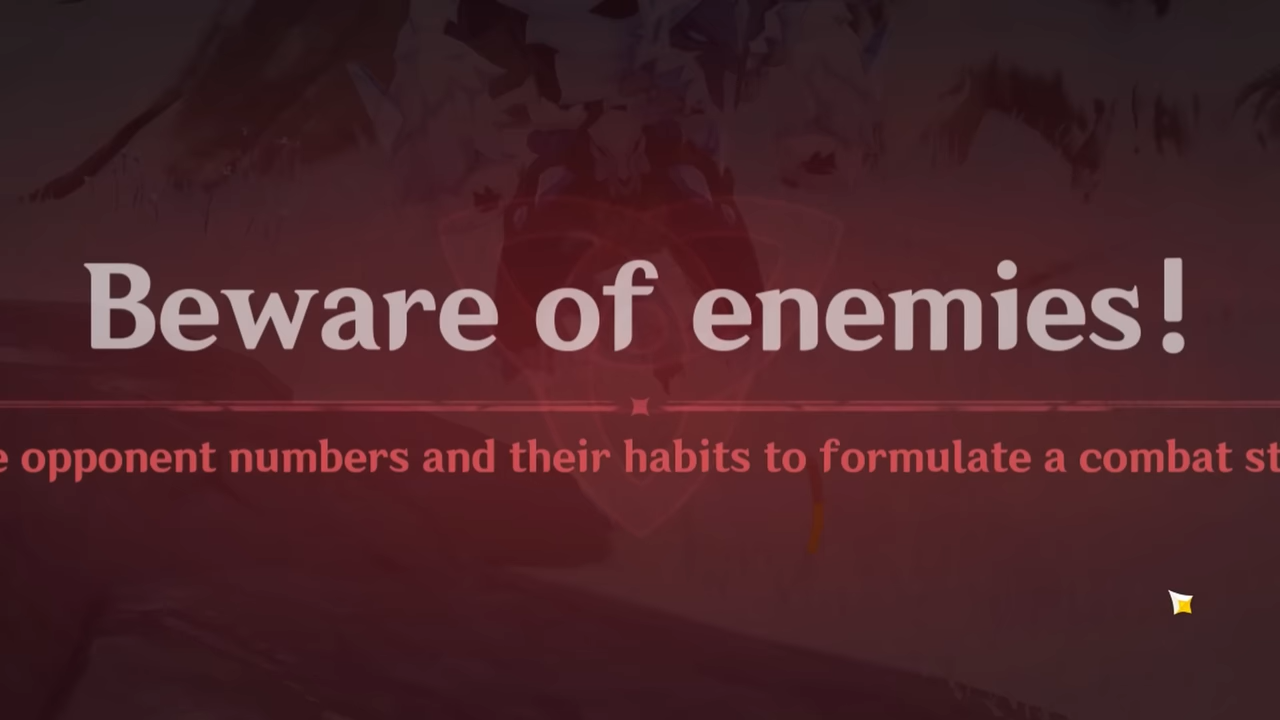 Beware of enemies!
opponent numbers and their habits to formulate a combat